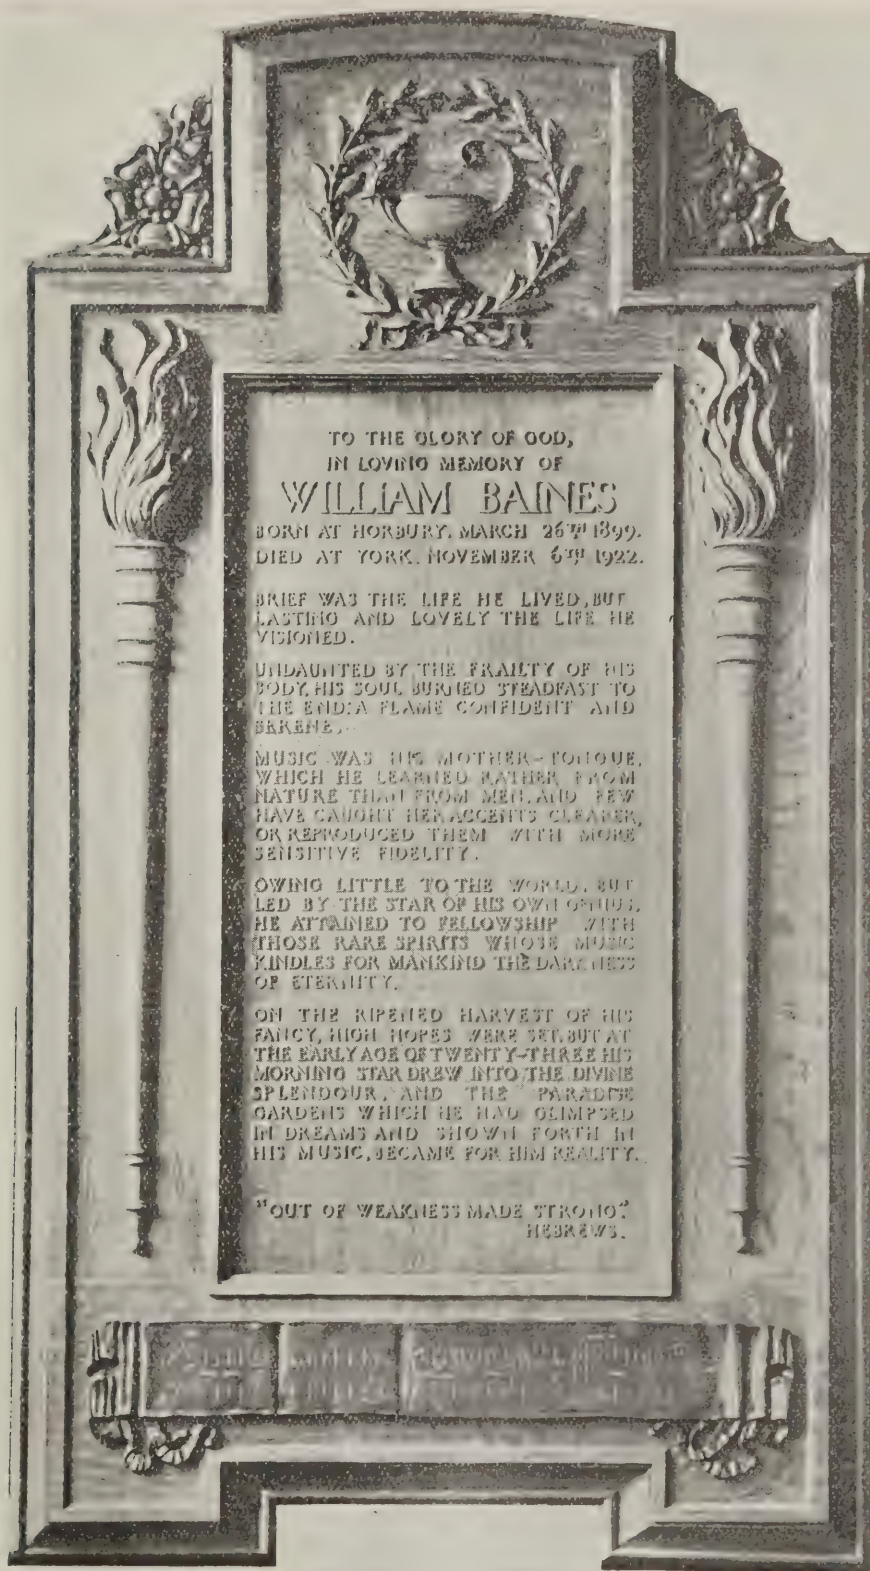 TO THE GLORY OF GOD,
IN LOVING MEMORY OF
WILLIAM BAINES
BORN AT HORBURY. MARCH 26TH 1899.
DIED AT YORK. NOVEMBER 6TH 1922.
BRIEF WAS THE LIFE HE LIVED, BUT
LASTING AND LOVELY THE LIFE HE
VISIONED.
UNDAUNTED BY THE FRAILTY OF HIS
BODY, HIS SOUL BURNED STEADFAST TO
THE END: A FLAME CONFIDENT AND
SERENE.
MUSIC WAS HIS MOTHER-TONGUE,
WHICH HE LEARNED RATHER FROM
NATURE THAN FROM MEN, AND FEW
HAVE CAUGHT HER ACCENTS CLEARER,
OR REPRODUCED THEM WITH MORE
SENSITIVE FIDELITY.
OWING LITTLE TO THE WORLD, BUT
LED BY THE STAR OF HIS OWN GENIUS,
HE ATTAINED TO FELLOWSHIP WITH
THOSE RARE SPIRITS WHOSE MUSIC
KINDLES FOR MANKIND THE DARKNESS
OF ETERNITY.
ON THE RIPENED HARVEST OF HIS
FANCY, HIGH HOPES WERE SET, BUT AT
THE EARLY AGE OF TWENTY-THREE HIS
MORNING STAR DREW INTO THE DIVINE
SPLENDOUR, AND THE PARADISE
GARDENS WHICH HE HAD GLIMPSED
IN DREAMS AND SHOWN FORTH IN
HIS MUSIC, BECAME FOR HIM REALITY.
"OUT OF WEAKNESS MADE STRONG."
HEBREWS.